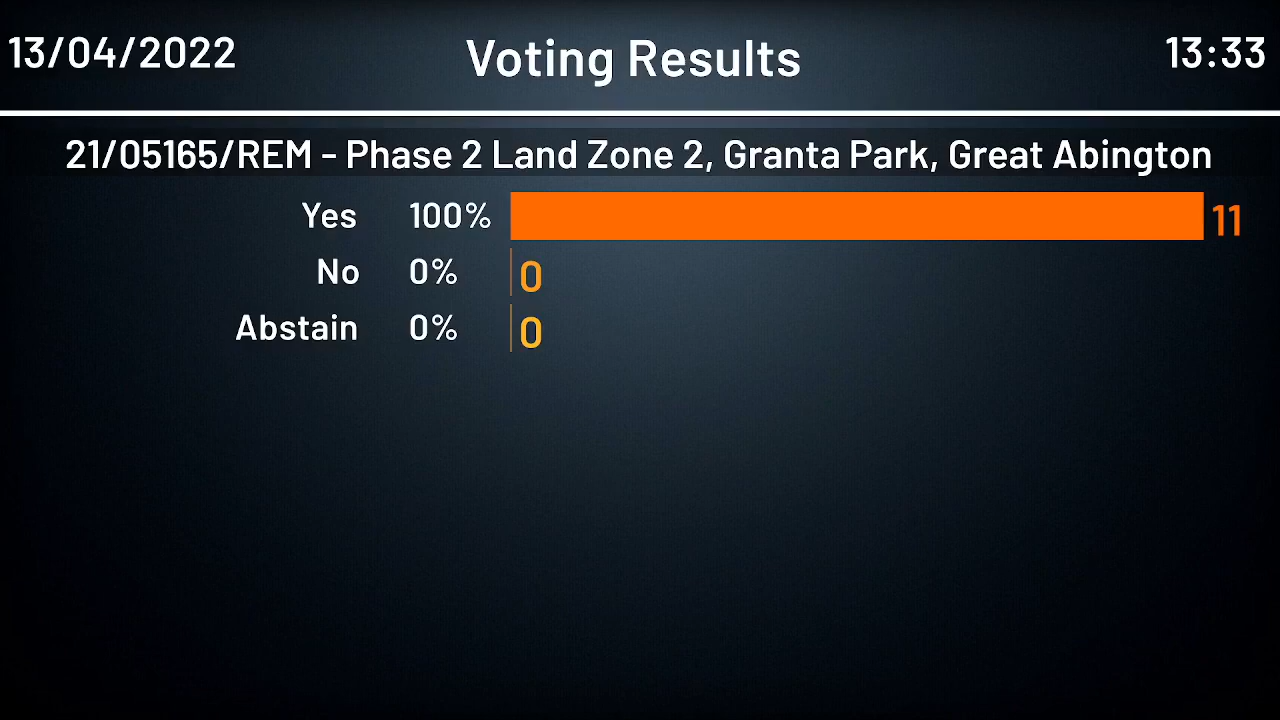 13/04/2022 Voting Results 13:33
21/05165/REM - Phase 2 Land Zone 2, Granta Park, Great Abington
Yes 100% 11
No 0% 0
Abstain 0% 0